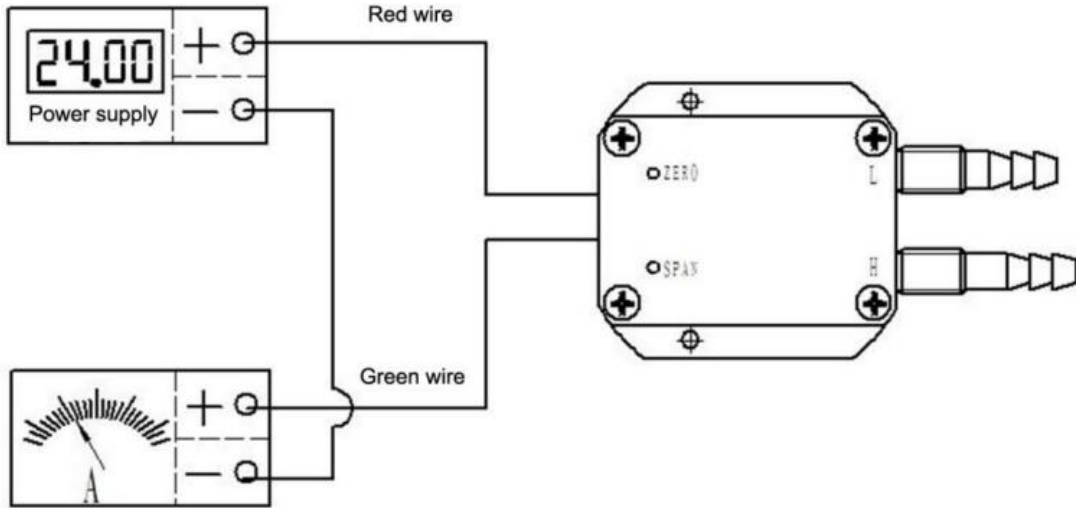 Red wire
24.00
+
Power supply
−
ZERO
L
SPAN
H
Green wire
+
−
A